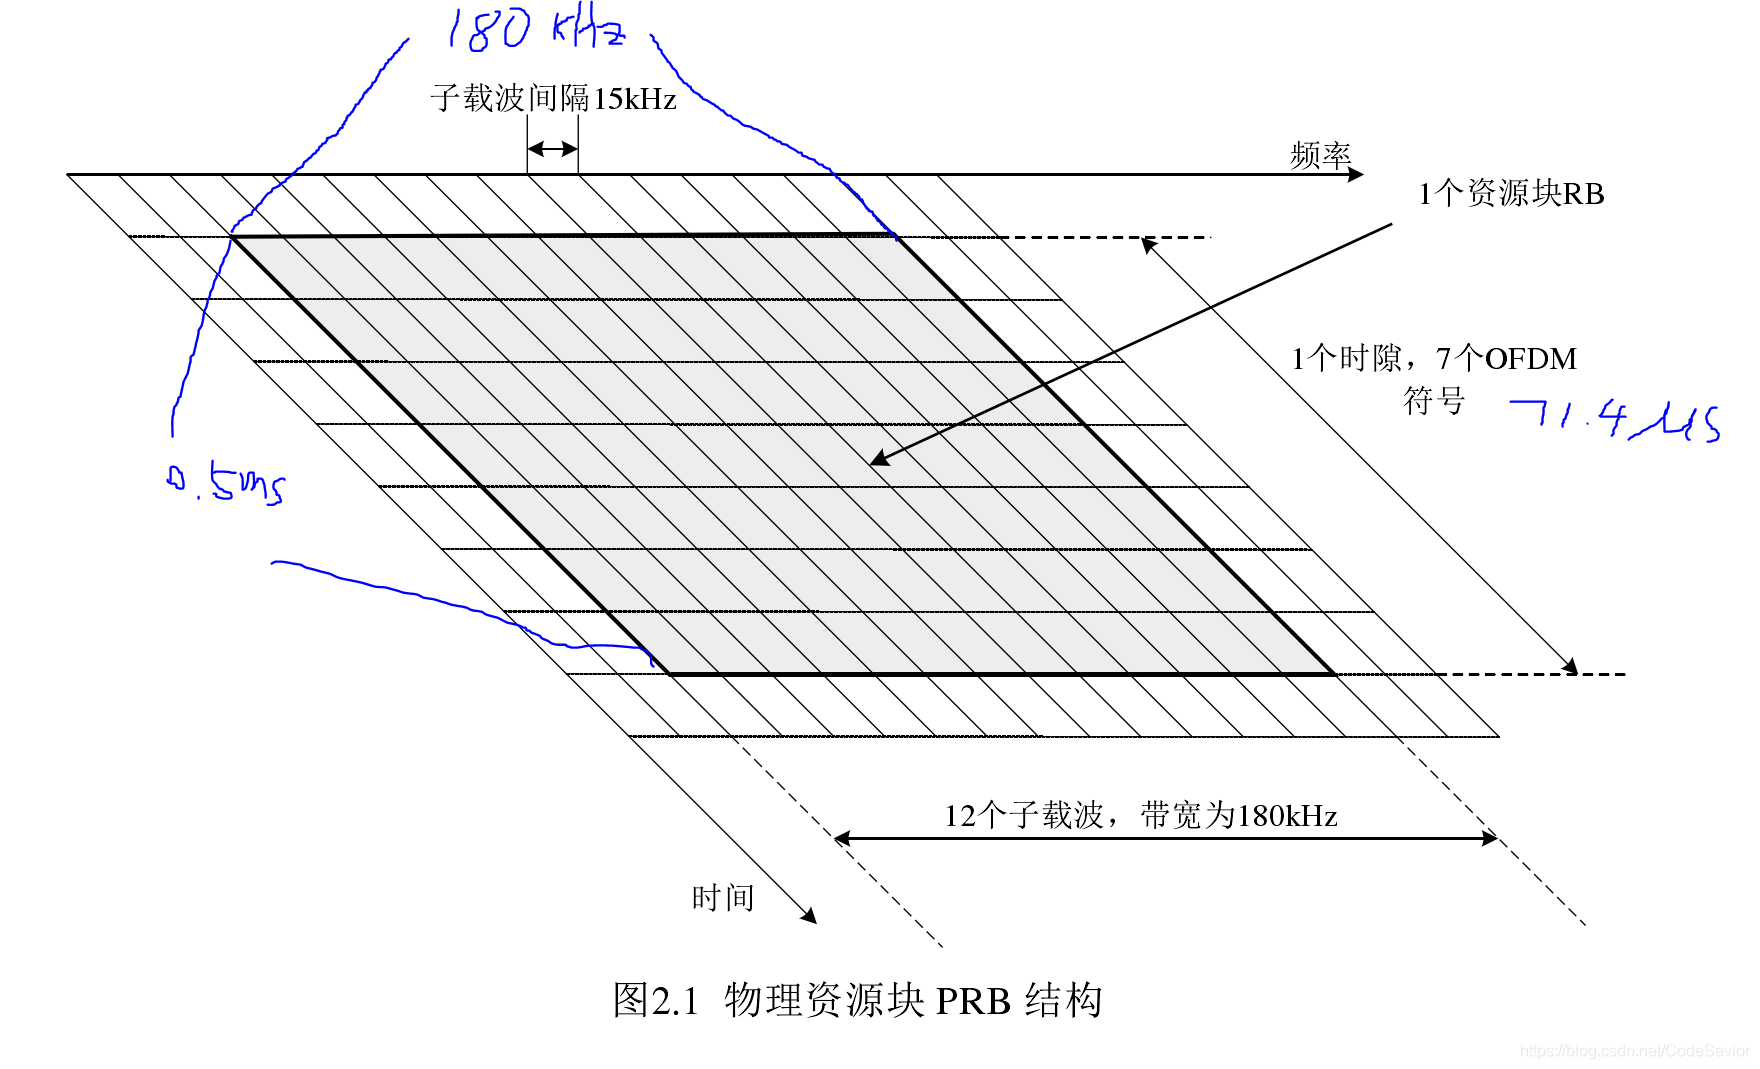 180 kHz
子载波间隔15kHz
频率
1个资源块RB
1个时隙，7个OFDM
符号
71.4μs
0.5ms
12个子载波，带宽为180kHz
时间
图2.1 物理资源块 PRB 结构
https://blog.csdn.net/CodeSavior